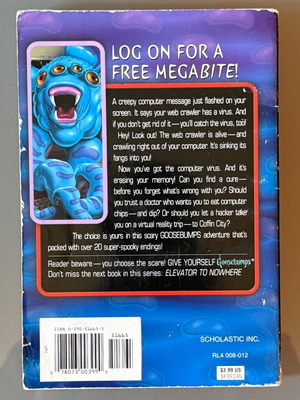 LOG ON FOR A
FREE MEGABITE!
A creepy computer message just flashed on your
screen. It says your web crawler has a virus. And
if you don't get rid of it — you'll catch the virus, too!
Hey! Look out! The web crawler is alive — and
crawling right out of your computer. It's sinking its
fangs into you!
Now you've got the computer virus. And it's
erasing your memory! Can you find a cure —
before you forget what's wrong with you? Should
you trust a doctor who wants you to eat computer
chips — and dip? Or should you let a hacker take
you on a virtual reality trip — to Coffin City?
The choice is yours in this scary GOOSEBUMPS adventure that's
packed with over 20 super-spooky endings!
Reader beware — you choose the scare! GIVE YOURSELF Goosebumps®
Don't miss the next book in this series: ELEVATOR TO NOWHERE
51445
0 78073 00399
SCHOLASTIC INC.
RL4 008-012
$3.99 US
$4.99 CAN